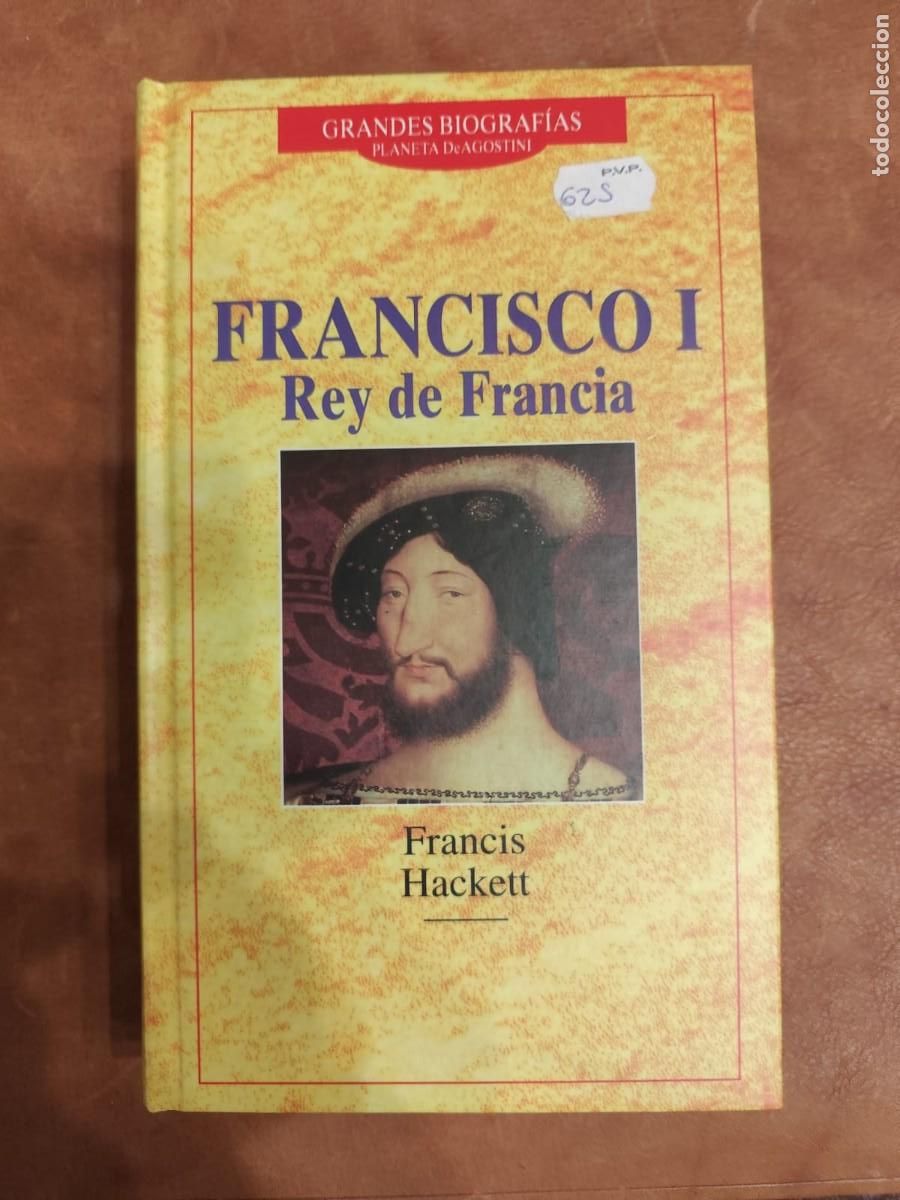 GRANDES BIOGRAFÍAS
PLANETA DeAGOSTINI
P.V.P.
625
FRANCISCO I
Rey de Francia
Francis
Hackett
todocoleccion